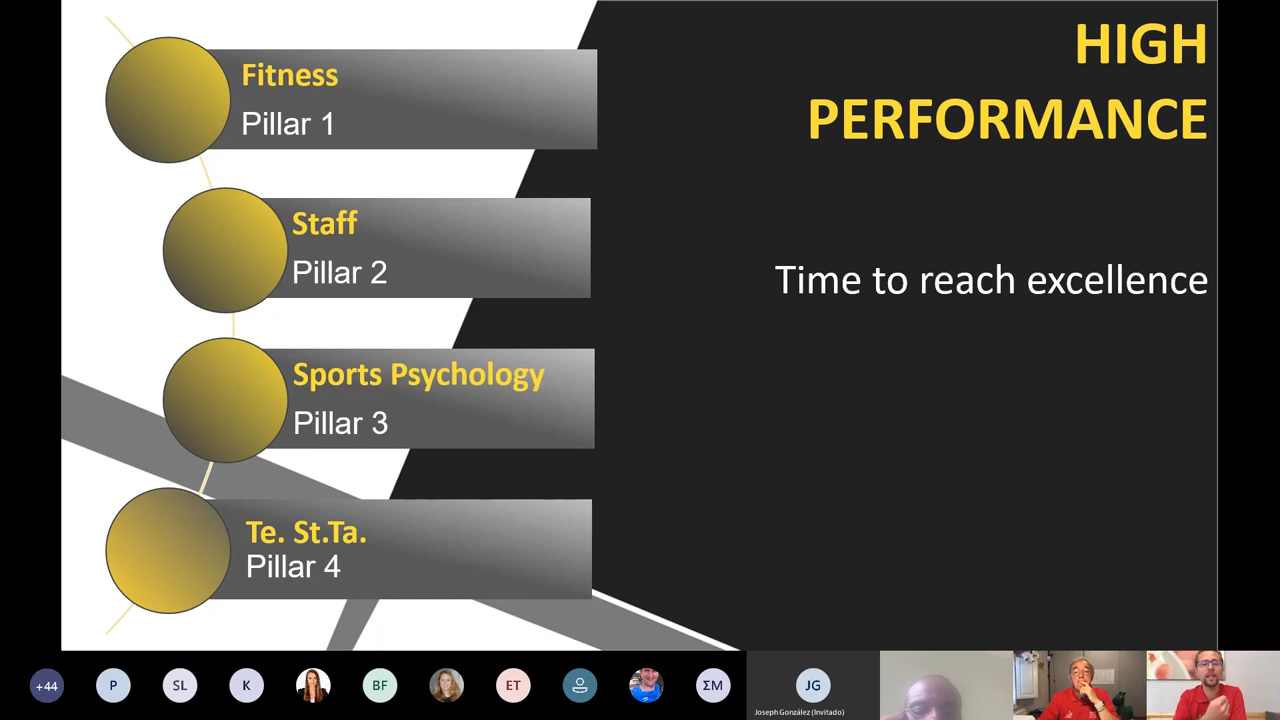 HIGH
PERFORMANCE
Time to reach excellence
Fitness
Pillar 1
Staff
Pillar 2
Sports Psychology
Pillar 3
Te. St.Ta.
Pillar 4
+44
P
SL
K
BF
ET
ΣM
JG
Joseph González (Invitado)